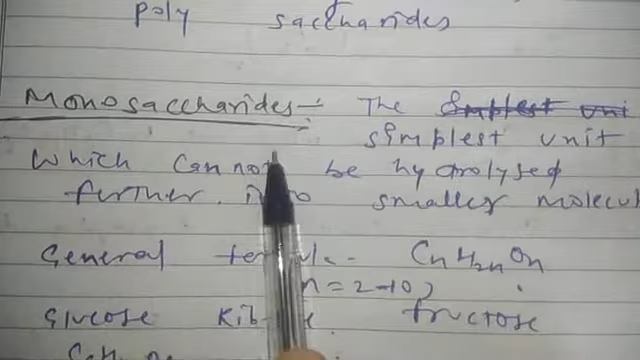 poly saccharides
Monosaccharides :- The Smplest uni
simplest unit
which can not be hydrolysed
further. into smaller molecul
General formula - CnH2nOn
n = 2-10)
Glucose Ribose fructose